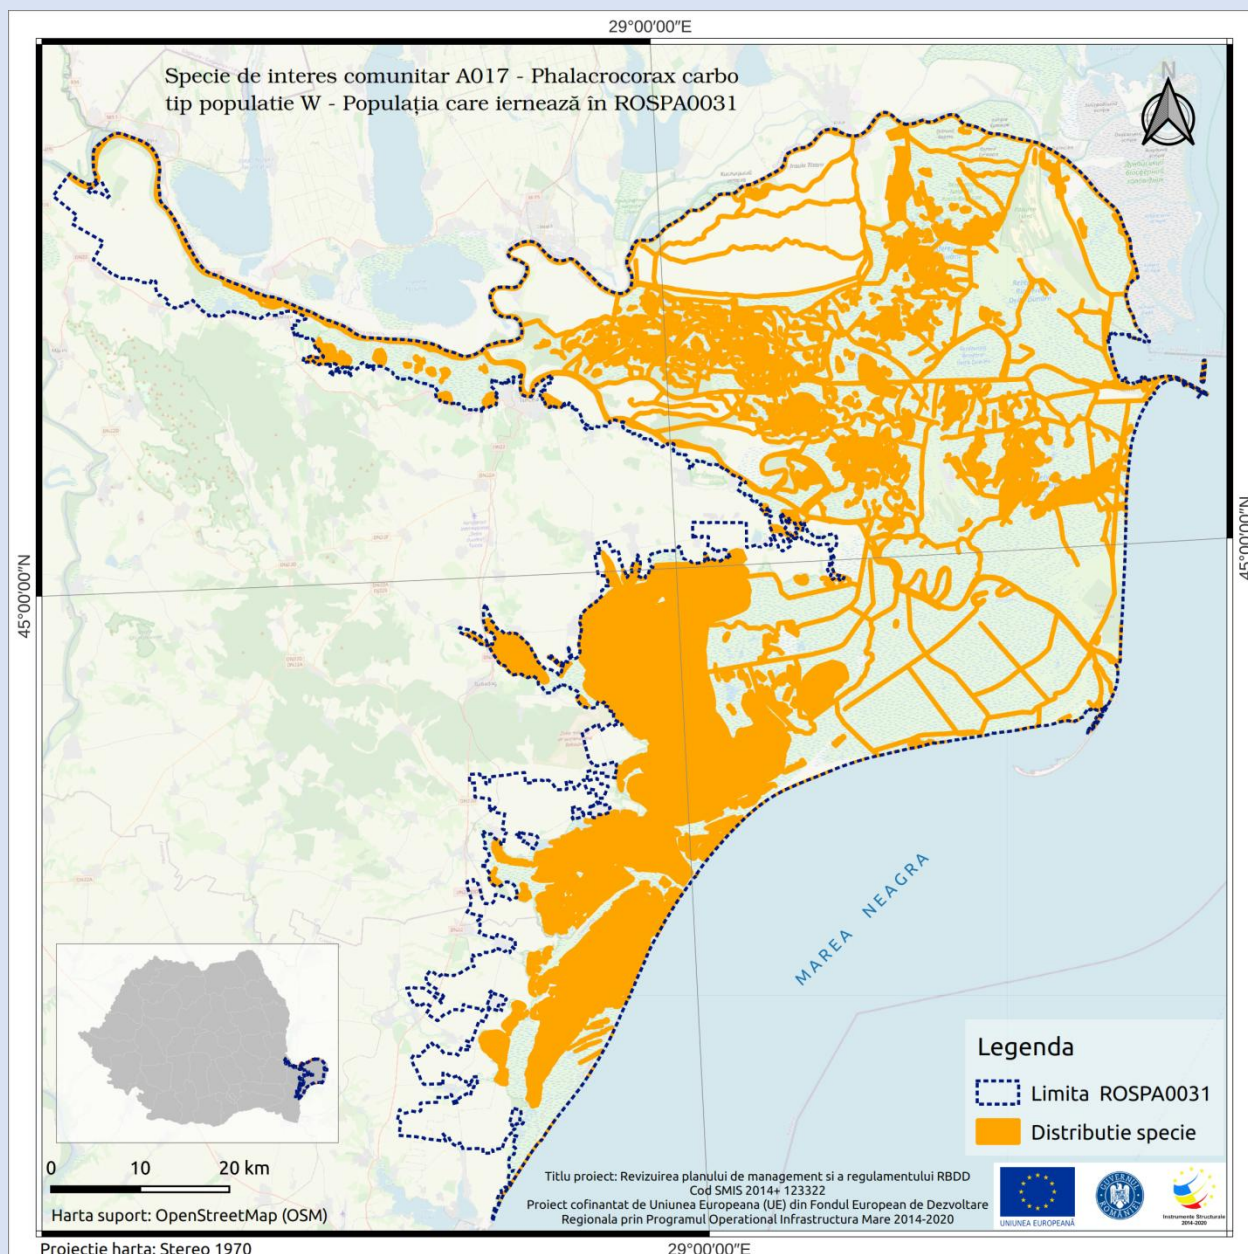 29°00′00″E
Specie de interes comunitar A017 - Phalacrocorax carbo
tip populatie W - Populația care iernează în ROSPA0031
N
45°00′00″N
45°00′00″N
MAREA NEAGRA
Legenda
Limita ROSPA0031
Distributie specie
0 10 20 km
Harta suport: OpenStreetMap (OSM)
Titlu proiect: Revizuirea planului de management si a regulamentului RBDD
Cod SMIS 2014+ 123322
Proiect cofinantat de Uniunea Europeana (UE) din Fondul European de Dezvoltare
Regionala prin Programul Operational Infrastructura Mare 2014-2020
UNIUNEA EUROPEANĂ
GUVERNUL ROMÂNIEI
Instrumente Structurale
2014-2020
Proiectie harta: Stereo 1970
29°00′00″E